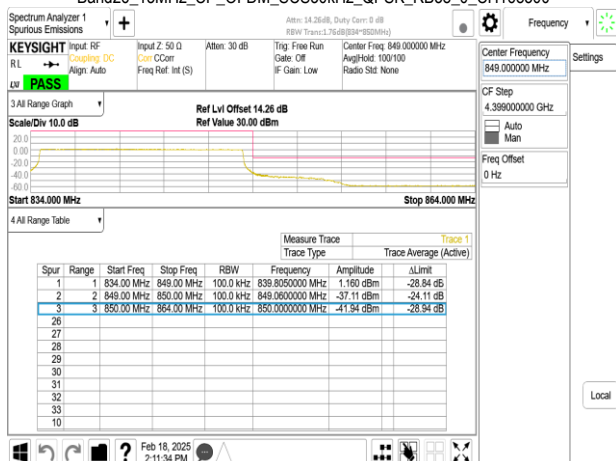 Spectrum Analyzer 1
Spurious Emissions
+
Attn: 14.26dB, Duty Corr: 0 dB
RBW Trans:1.76dB(834~850MHz)
Frequency
KEYSIGHT
RL
LXI
PASS
Input: RF
Coupling: DC
Align: Auto
Input Z: 50 Ω
Corr CCorr
Freq Ref: Int (S)
Atten: 30 dB
Trig: Free Run
Gate: Off
IF Gain: Low
Center Freq: 849.000000 MHz
Avg|Hold: 100/100
Radio Std: None
Center Frequency
849.000000 MHz
Settings
CF Step
4.399000000 GHz
Auto
Man
Freq Offset
0 Hz
3 All Range Graph
Scale/Div 10.0 dB
Ref Lvl Offset 14.26 dB
Ref Value 30.00 dBm
20.0
0.00
-20.0
-40.0
-60.0
Start 834.000 MHz
Stop 864.000 MHz
4 All Range Table
Measure Trace Trace 1
Trace Type Trace Average (Active)
Spur Range Start Freq Stop Freq RBW Frequency Amplitude ΔLimit
1 1 834.00 MHz 849.00 MHz 100.0 kHz 839.8050000 MHz 1.160 dBm -28.84 dB
2 2 849.00 MHz 850.00 MHz 100.0 kHz 849.0600000 MHz -37.11 dBm -24.11 dB
3 3 850.00 MHz 864.00 MHz 100.0 kHz 850.0000000 MHz -41.94 dBm -28.94 dB
26
27
28
29
30
31
32
33
10
Local
?
Feb 18, 2025
2:11:34 PM